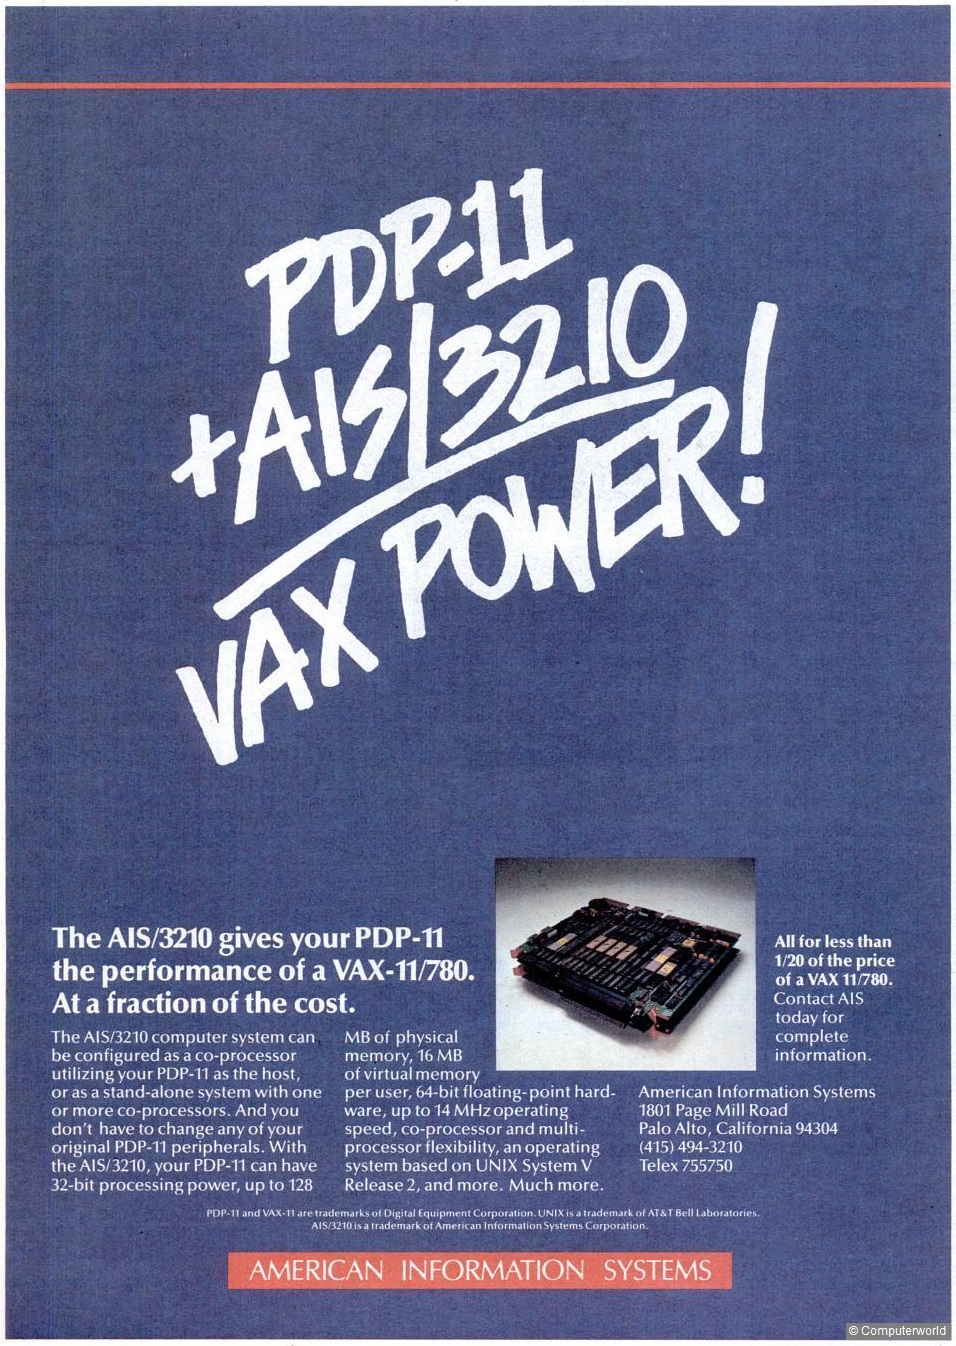 PDP-11
+AIS/3210
VAX POWER!
The AIS/3210 gives your PDP-11
the performance of a VAX-11/780.
At a fraction of the cost.
The AIS/3210 computer system can
be configured as a co-processor
utilizing your PDP-11 as the host,
or as a stand-alone system with one
or more co-processors. And you
don't have to change any of your
original PDP-11 peripherals. With
the AIS/3210, your PDP-11 can have
32-bit processing power, up to 128
MB of physical
memory, 16 MB
of virtual memory
per user, 64-bit floating-point hard-
ware, up to 14 MHz operating
speed, co-processor and multi-
processor flexibility, an operating
system based on UNIX System V
Release 2, and more. Much more.
All for less than
1/20 of the price
of a VAX 11/780.
Contact AIS
today for
complete
information.
American Information Systems
1801 Page Mill Road
Palo Alto, California 94304
(415) 494-3210
Telex 755750
PDP-11 and VAX-11 are trademarks of Digital Equipment Corporation. UNIX is a trademark of AT&T Bell Laboratories.
AIS/3210 is a trademark of American Information Systems Corporation.
AMERICAN INFORMATION SYSTEMS
© Computerworld